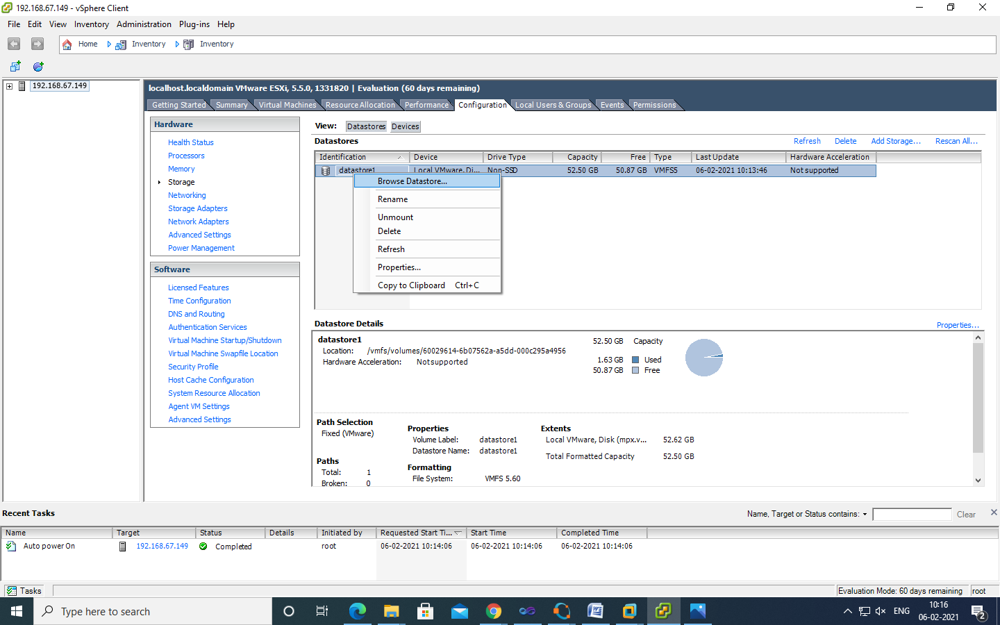 192.168.67.149 - vSphere Client
File Edit View Inventory Administration Plug-ins Help
Home Inventory Inventory
192.168.67.149
localhost.localdomain VMware ESXi, 5.5.0, 1331820 | Evaluation (60 days remaining)
Getting Started Summary Virtual Machines Resource Allocation Performance Configuration Local Users & Groups Events Permissions
Hardware
Health Status
Processors
Memory
Storage
Networking
Storage Adapters
Network Adapters
Advanced Settings
Power Management
Software
Licensed Features
Time Configuration
DNS and Routing
Authentication Services
Virtual Machine Startup/Shutdown
Virtual Machine Swapfile Location
Security Profile
Host Cache Configuration
System Resource Allocation
Agent VM Settings
Advanced Settings
View: Datastores Devices
Datastores Refresh Delete Add Storage... Rescan All...
Identification Device Drive Type Capacity Free Type Last Update Hardware Acceleration
datastore1 Local VMware, Di... Non-SSD 52.50 GB 50.87 GB VMFS5 06-02-2021 10:13:46 Not supported
Browse Datastore...
Rename
Unmount
Delete
Refresh
Properties...
Copy to Clipboard Ctrl+C
Datastore Details Properties...
datastore1 52.50 GB Capacity
Location: /vmfs/volumes/60029614-6b07562a-a5dd-000c295a4956
Hardware Acceleration: Not supported
1.63 GB Used
50.87 GB Free
Path Selection
Fixed (VMware)
Paths
Total: 1
Broken: 0
Properties
Volume Label: datastore1
Datastore Name: datastore1
Formatting
File System: VMFS 5.60
Extents
Local VMware, Disk (mpx.v... 52.62 GB
Total Formatted Capacity 52.50 GB
Recent Tasks Name, Target or Status contains: Clear
Name Target Status Details Initiated by Requested Start Ti... Start Time Completed Time
Auto power On 192.168.67.149 Completed root 06-02-2021 10:14:06 06-02-2021 10:14:06 06-02-2021 10:14:06
Tasks Evaluation Mode: 60 days remaining root
Type here to search ENG 10:16
06-02-2021 2